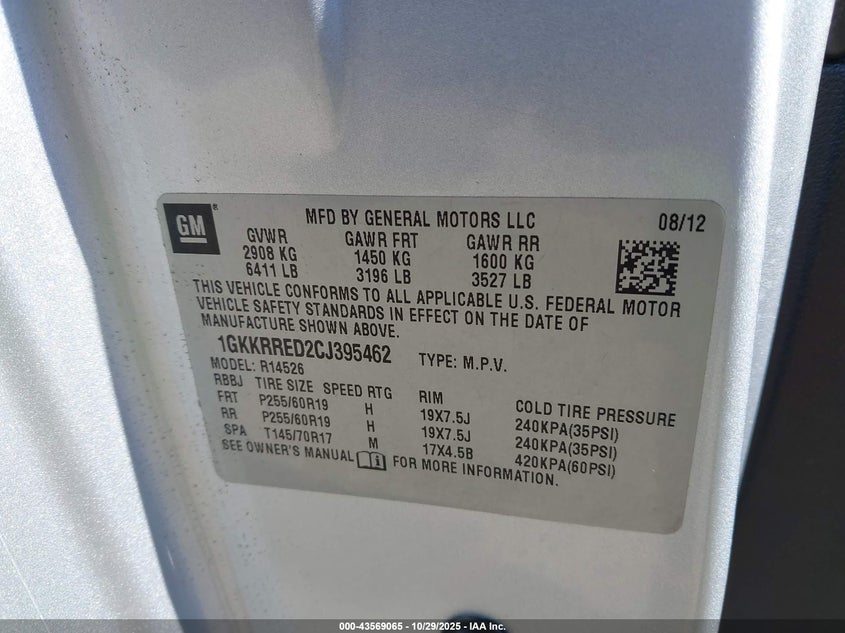 GM®
MFD BY GENERAL MOTORS LLC 08/12
GVWR GAWR FRT GAWR RR
2908 KG 1450 KG 1600 KG
6411 LB 3196 LB 3527 LB
THIS VEHICLE CONFORMS TO ALL APPLICABLE U.S. FEDERAL MOTOR
VEHICLE SAFETY STANDARDS IN EFFECT ON THE DATE OF
MANUFACTURE SHOWN ABOVE.
1GKKRRED2CJ395462 TYPE: M.P.V.
MODEL: R14526
RBBJ TIRE SIZE SPEED RTG RIM COLD TIRE PRESSURE
FRT P255/60R19 H 19X7.5J 240KPA(35PSI)
RR P255/60R19 H 19X7.5J 240KPA(35PSI)
SPA T145/70R17 M 17X4.5B 420KPA(60PSI)
SEE OWNER'S MANUAL FOR MORE INFORMATION.
000-43569065 - 10/29/2025 - IAA Inc.